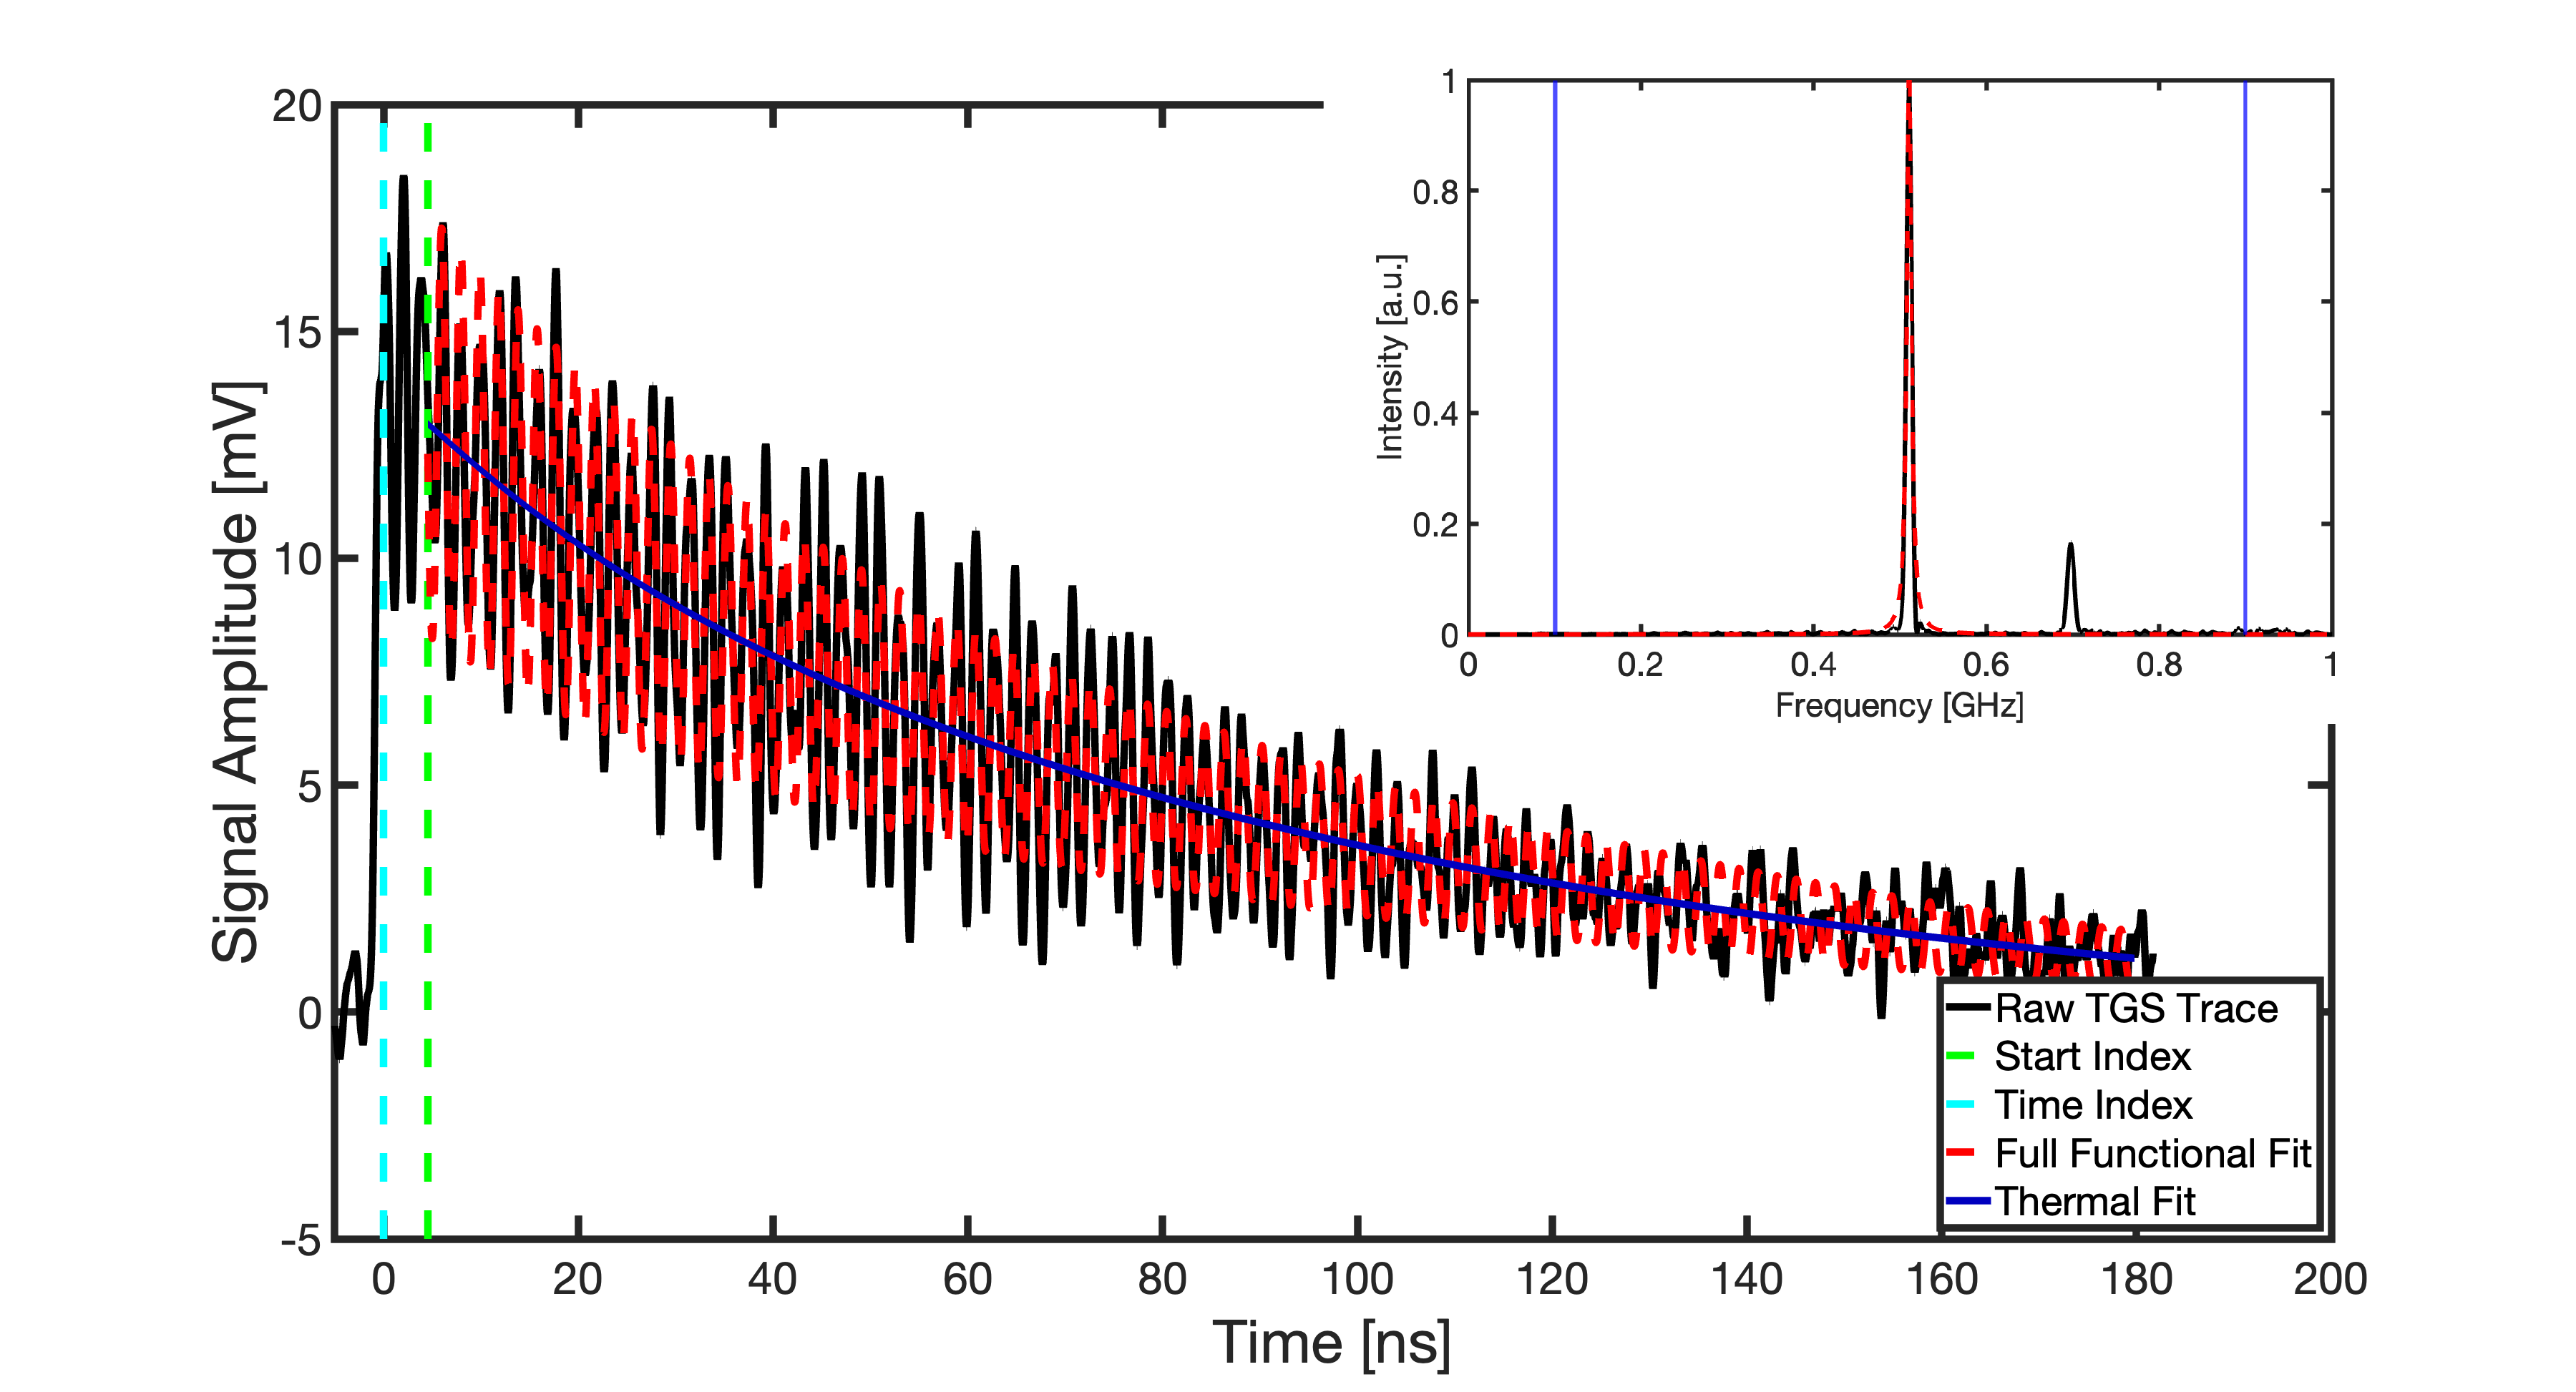 20
15
10
5
0
-5
Signal Amplitude [mV]
0 20 40 60 80 100 120 140 160 180 200
Time [ns]
1
0.8
0.6
0.4
0.2
0
Intensity [a.u.]
0 0.2 0.4 0.6 0.8 1
Frequency [GHz]
Raw TGS Trace
Start Index
Time Index
Full Functional Fit
Thermal Fit